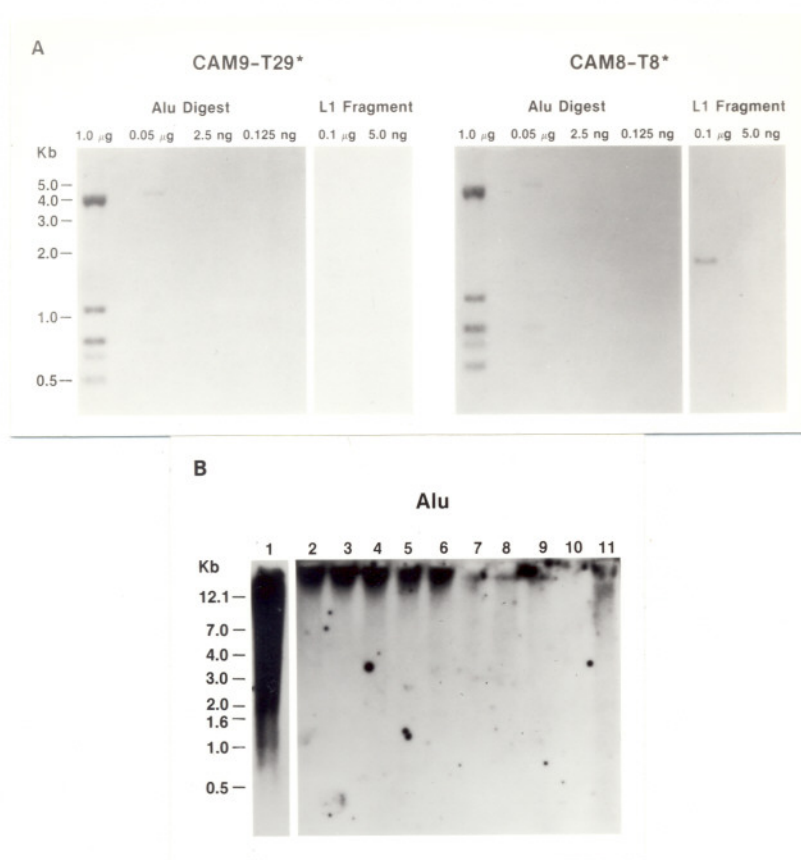 A
CAM9-T29* CAM8-T8*
Alu Digest L1 Fragment Alu Digest L1 Fragment
1.0 µg 0.05 µg 2.5 ng 0.125 ng 0.1 µg 5.0 ng 1.0 µg 0.05 µg 2.5 ng 0.125 ng 0.1 µg 5.0 ng
Kb
5.0
4.0
3.0
2.0
1.0
0.5
B
Alu
1 2 3 4 5 6 7 8 9 10 11
Kb
12.1
7.0
4.0
3.0
2.0
1.6
1.0
0.5